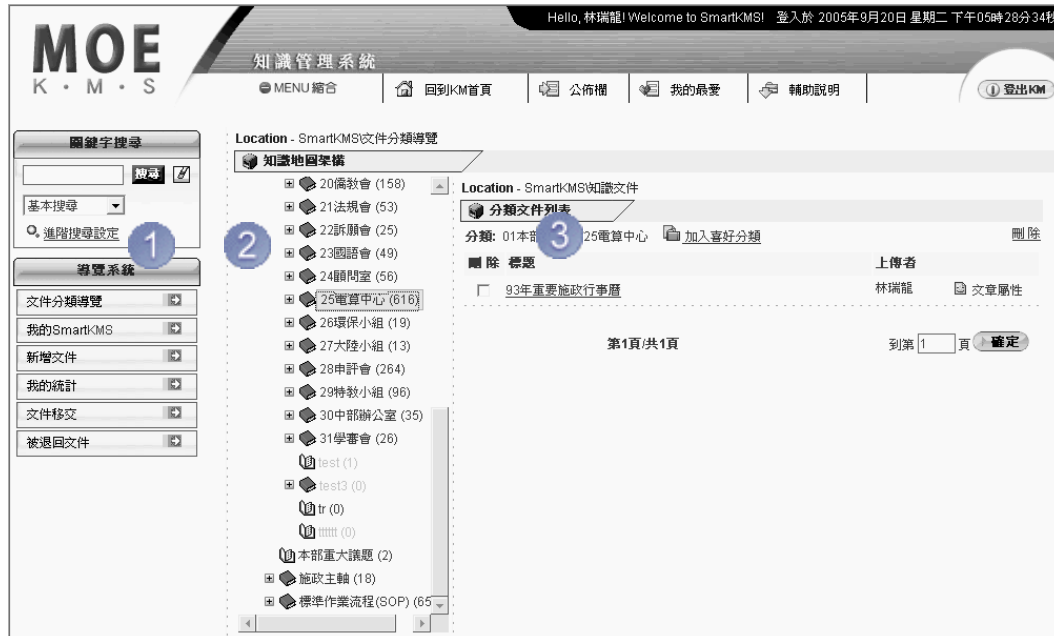 Hello, 林瑞龍! Welcome to SmartKMS! 登入於 2005年9月20日 星期二 下午05時28分34秒
MOE
K · M · S
知識管理系統
MENU縮合
回到KM首頁
公佈欄
我的最愛
輔助說明
登出KM
關鍵字搜尋
搜尋
基本搜尋
進階搜尋設定
1
導覽系統
文件分類導覽
我的SmartKMS
新增文件
我的統計
文件移交
被退回文件
Location - SmartKMS\文件分類導覽
知識地圖架構
2
20僑教會 (158)
21法規會 (53)
22訴願會 (25)
23國語會 (49)
24顧問室 (56)
25電算中心 (616)
26環保小組 (19)
27大陸小組 (13)
28申評會 (264)
29特教小組 (96)
30中部辦公室 (35)
31學審會 (26)
test (1)
test3 (0)
tr (0)
tttttt (0)
本部重大議題 (2)
施政主軸 (18)
標準作業流程(SOP) (65
Location - SmartKMS\知識文件
分類文件列表
3
分類: 01本部 25電算中心 加入喜好分類 刪除
刪除 標題 上傳者
93年重要施政行事曆 林瑞龍 文章屬性
第1頁/共1頁 到第 1 頁 確定